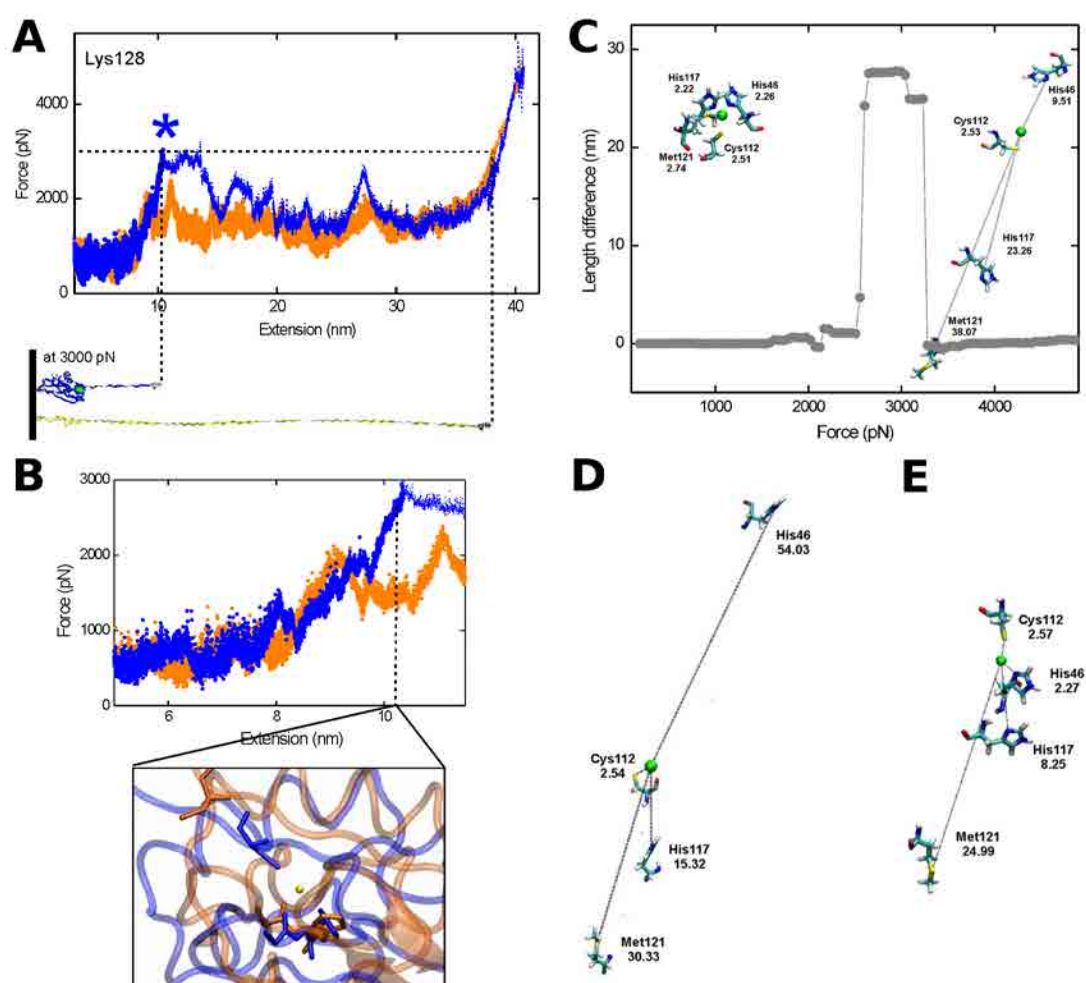 A
Lys128
Force (pN)
4000
2000
0
10
20
30
40
Extension (nm)
at 3000 pN
B
Force (pN)
3000
2000
1000
0
6
8
10
Extension (nm)
C
Length difference (nm)
30
20
10
0
1000
2000
3000
4000
Force (pN)
His117
2.22
His46
2.26
Cys112
2.51
Met121
2.74
His46
9.51
Cys112
2.53
His117
23.26
Met121
38.07
D
His46
54.03
Cys112
2.54
His117
15.32
Met121
30.33
E
Cys112
2.57
His46
2.27
His117
8.25
Met121
24.99